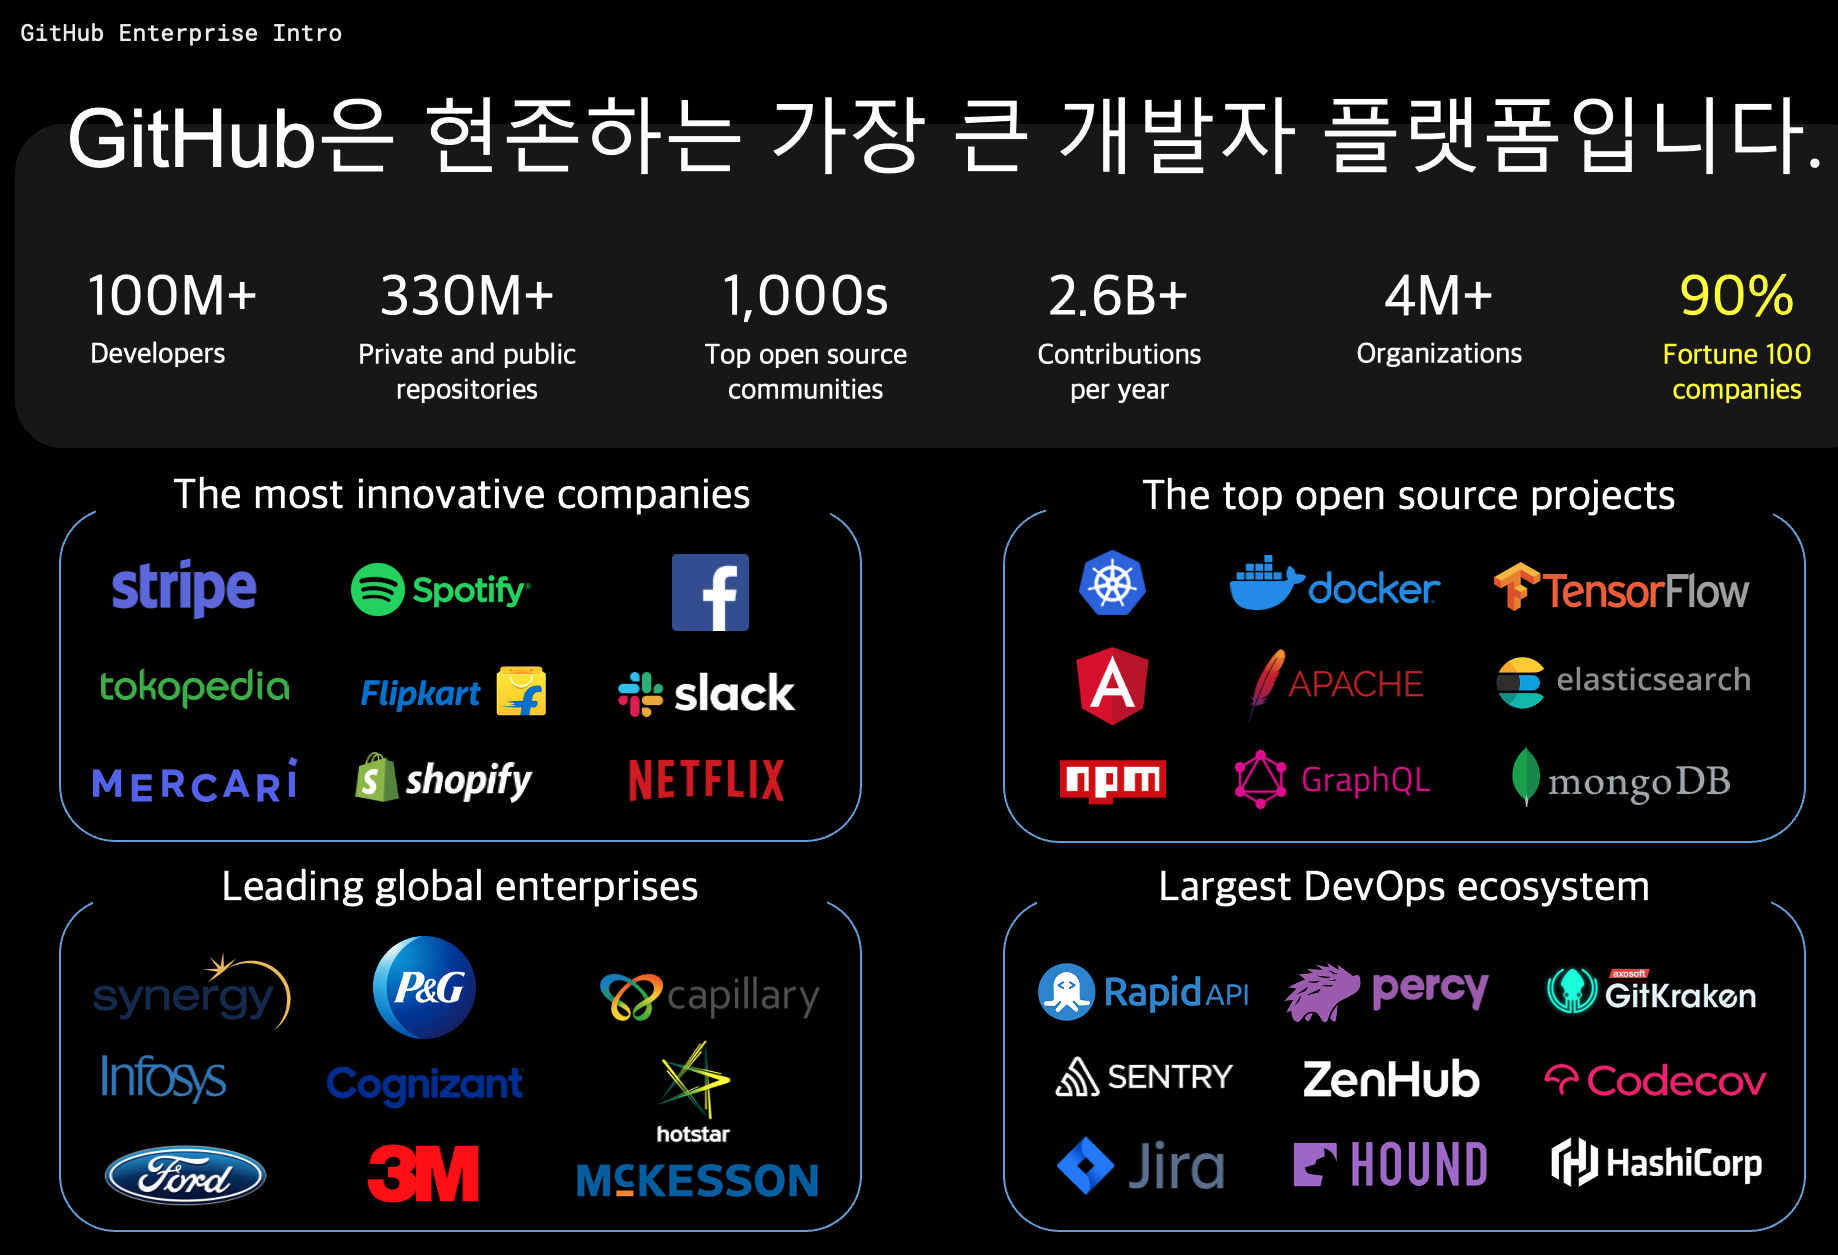 GitHub Enterprise Intro
GitHub은 현존하는 가장 큰 개발자 플랫폼입니다.
100M+
Developers
330M+
Private and public
repositories
1,000s
Top open source
communities
2.6B+
Contributions
per year
4M+
Organizations
90%
Fortune 100
companies
The most innovative companies
stripe
Spotify
f
tokopedia
Flipkart
f
slack
MERCARI
S shopify
NETFLIX
The top open source projects
docker
TensorFlow
A
APACHE
elasticsearch
npm
GraphQL
mongoDB
Leading global enterprises
synergy
P&G
capillary
Infosys
Cognizant
hotstar
Ford
3M
MCKESSON
Largest DevOps ecosystem
RapidAPI
percy
axosoft
GitKraken
SENTRY
ZenHub
Codecov
Jira
HOUND
HashiCorp